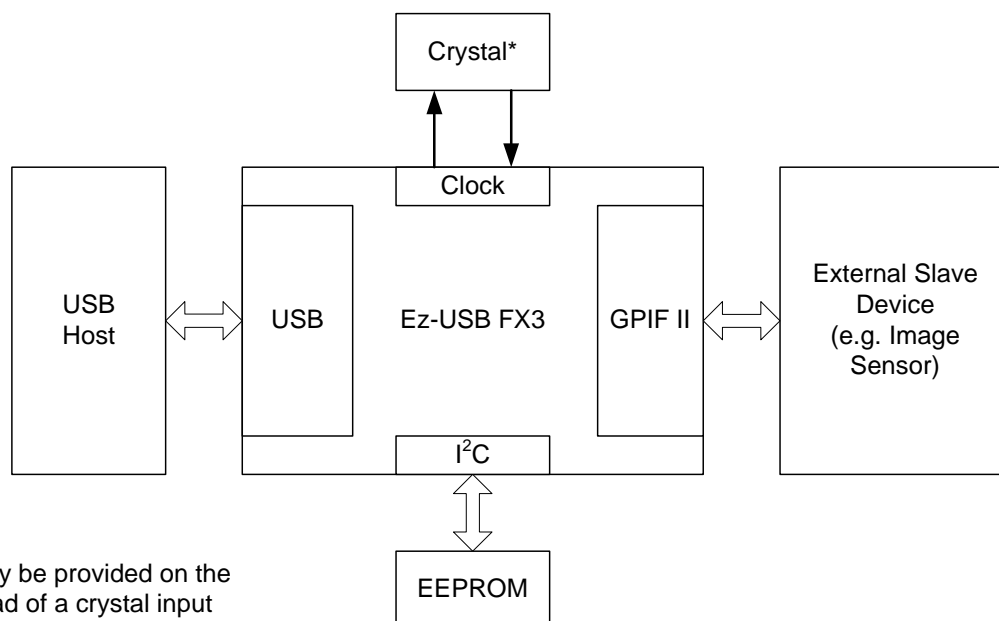 Crystal*
Clock
USB
Host
USB
Ez-USB FX3
GPIF II
External Slave
Device
(e.g. Image
Sensor)
I²C
EEPROM
be provided on the
of a crystal input